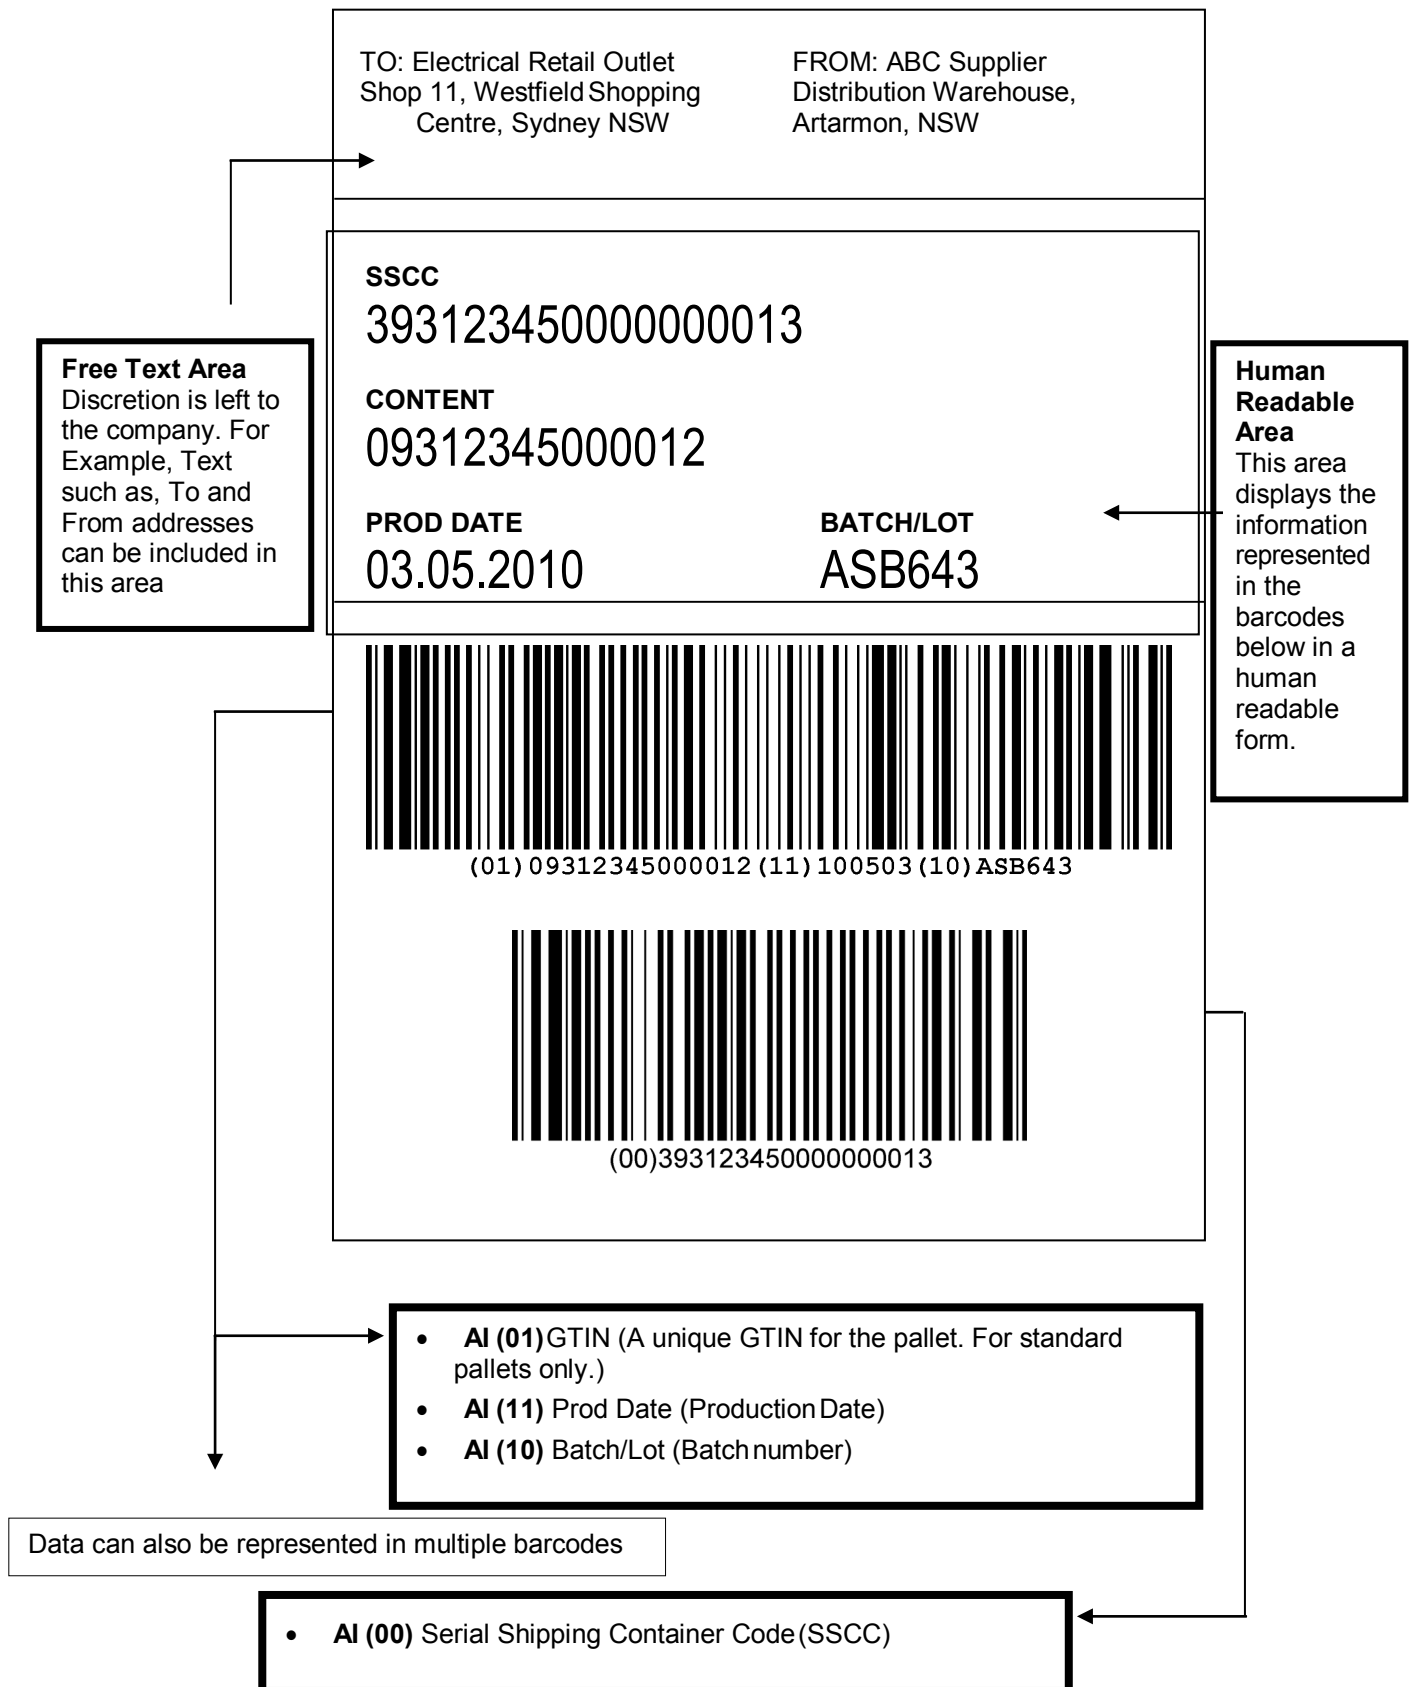 TO: Electrical Retail Outlet
Shop 11, Westfield Shopping
Centre, Sydney NSW
FROM: ABC Supplier
Distribution Warehouse,
Artarmon, NSW
SSCC
393123450000000013
CONTENT
09312345000012
PROD DATE
03.05.2010
BATCH/LOT
ASB643
Free Text Area
Discretion is left to
the company. For
Example, Text
such as, To and
From addresses
can be included in
this area
Human
Readable
Area
This area
displays the
information
represented
in the
barcodes
below in a
human
readable
form.
(01)09312345000012(11)100503(10)ASB643
(00)393123450000000013
• AI (01) GTIN (A unique GTIN for the pallet. For standard
pallets only.)
• AI (11) Prod Date (Production Date)
• AI (10) Batch/Lot (Batch number)
Data can also be represented in multiple barcodes
• AI (00) Serial Shipping Container Code (SSCC)